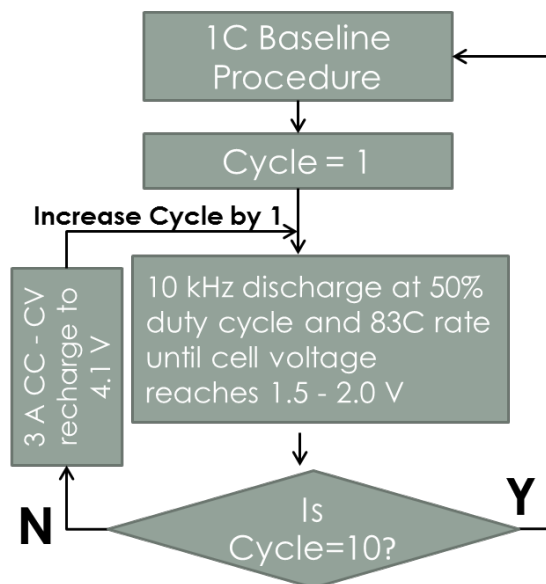 1C Baseline
Procedure
Cycle = 1
Increase Cycle by 1
3 A CC - CV
recharge to
4.1 V
10 kHz discharge at 50%
duty cycle and 83C rate
until cell voltage
reaches 1.5 - 2.0 V
N
Is
Cycle=10?
Y